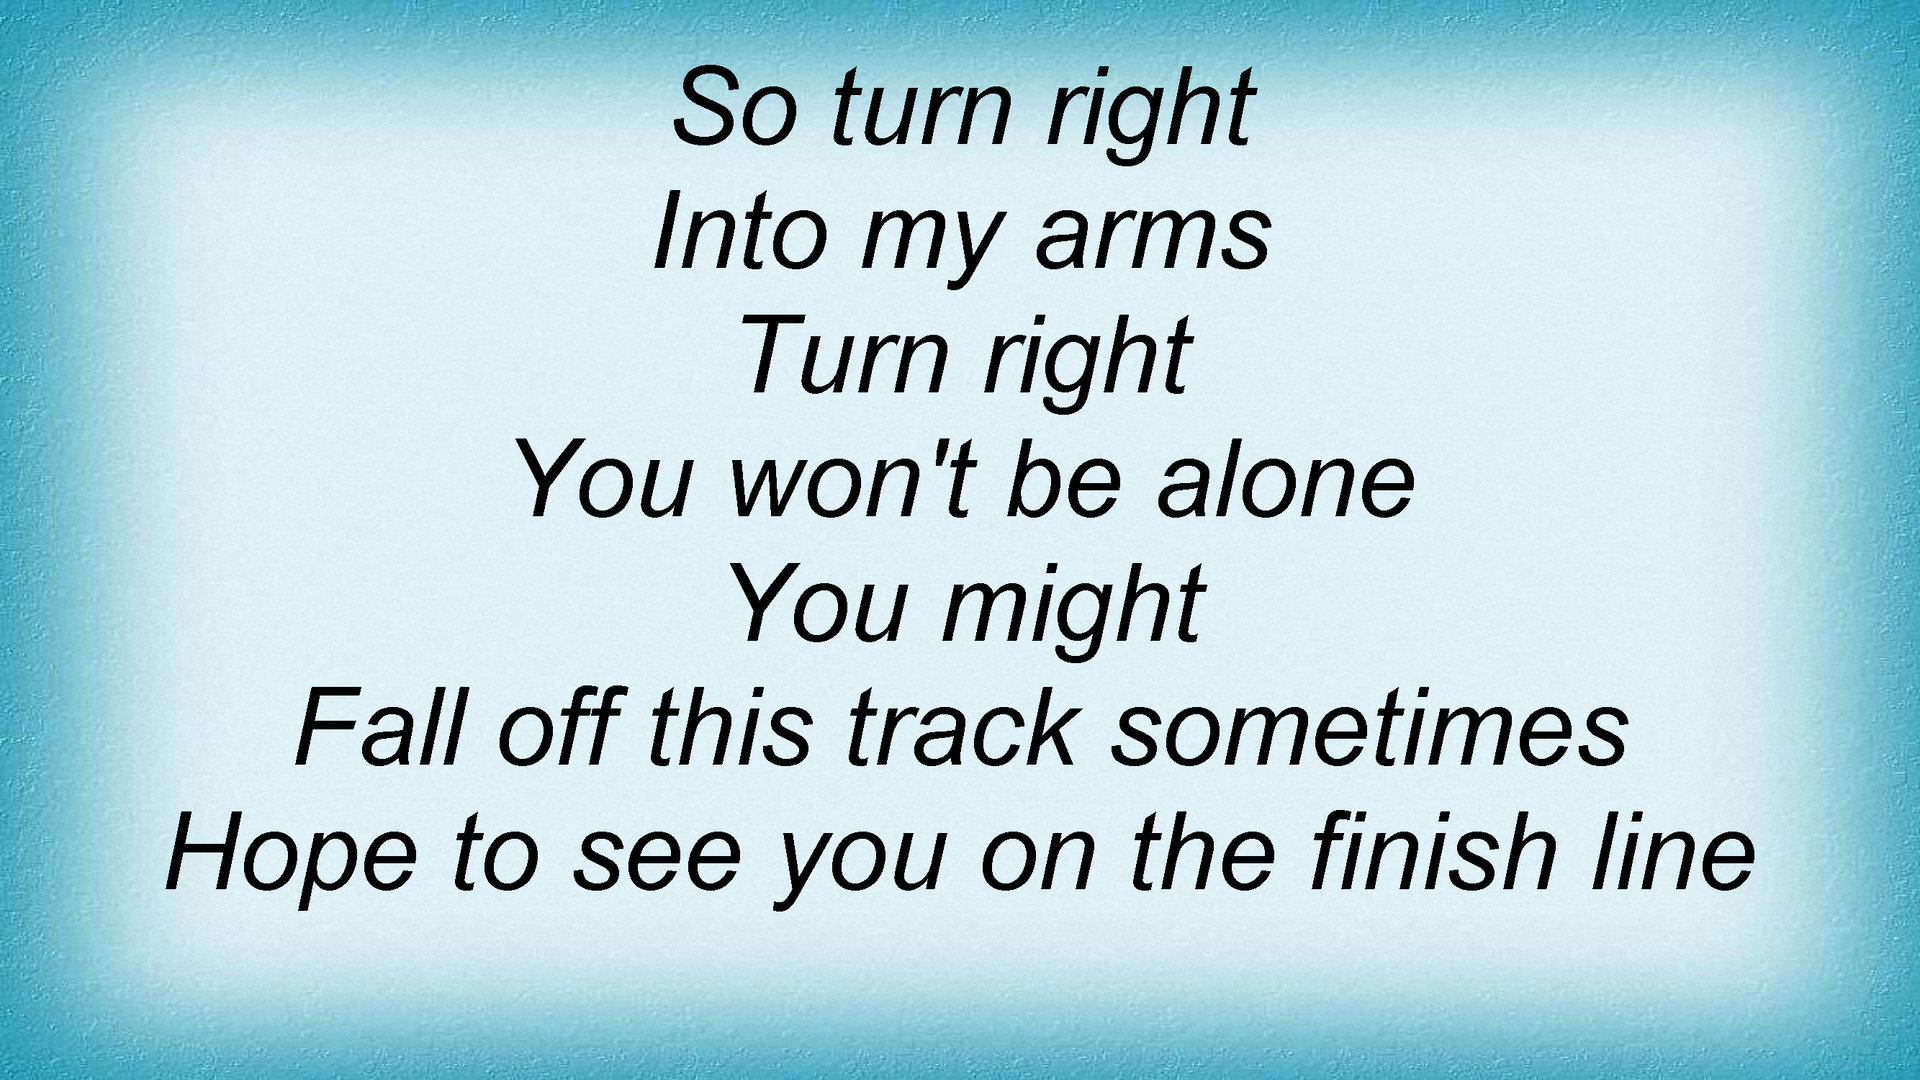 So turn right
Into my arms
Turn right
You won't be alone
You might
Fall off this track sometimes
Hope to see you on the finish line